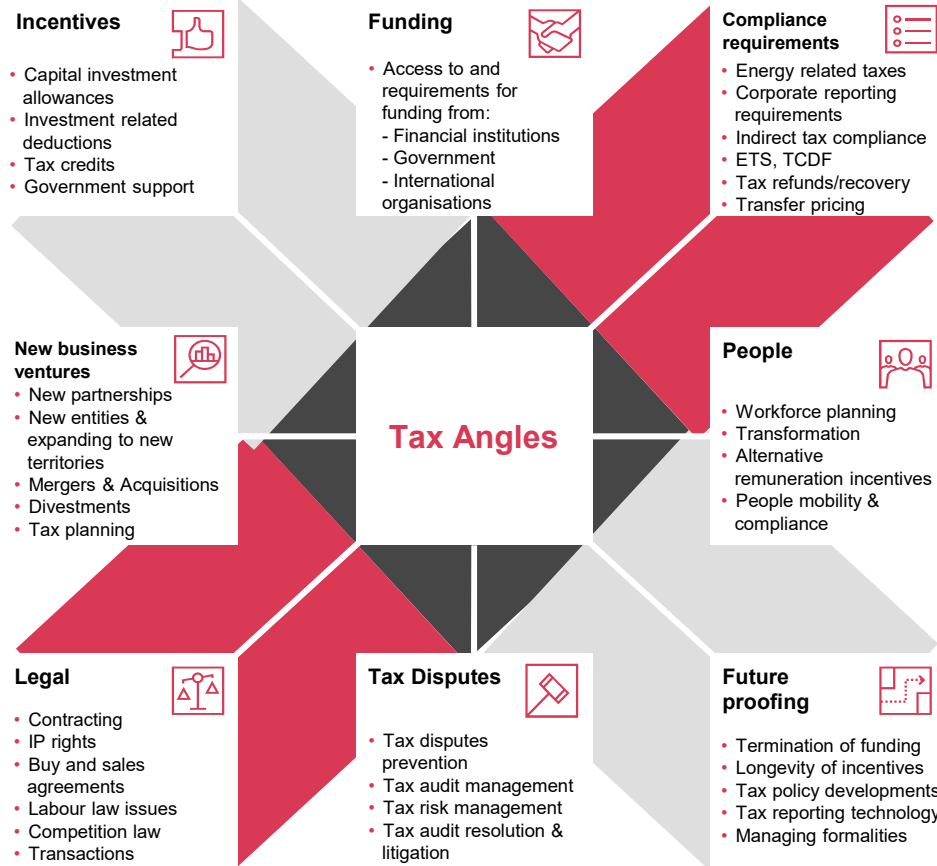 Incentives
• Capital investment
allowances
• Investment related
deductions
• Tax credits
• Government support
Funding
• Access to and
requirements for
funding from:
- Financial institutions
- Government
- International
organisations
Compliance
requirements
• Energy related taxes
• Corporate reporting
requirements
• Indirect tax compliance
• ETS, TCDF
• Tax refunds/recovery
• Transfer pricing
New business
ventures
• New partnerships
• New entities &
expanding to new
territories
• Mergers & Acquisitions
• Divestments
• Tax planning
Tax Angles
People
• Workforce planning
• Transformation
• Alternative
remuneration incentives
• People mobility &
compliance
Legal
• Contracting
• IP rights
• Buy and sales
agreements
• Labour law issues
• Competition law
• Transactions
Tax Disputes
• Tax disputes
prevention
• Tax audit management
• Tax risk management
• Tax audit resolution &
litigation
Future
proofing
• Termination of funding
• Longevity of incentives
• Tax policy developments
• Tax reporting technology
• Managing formalities